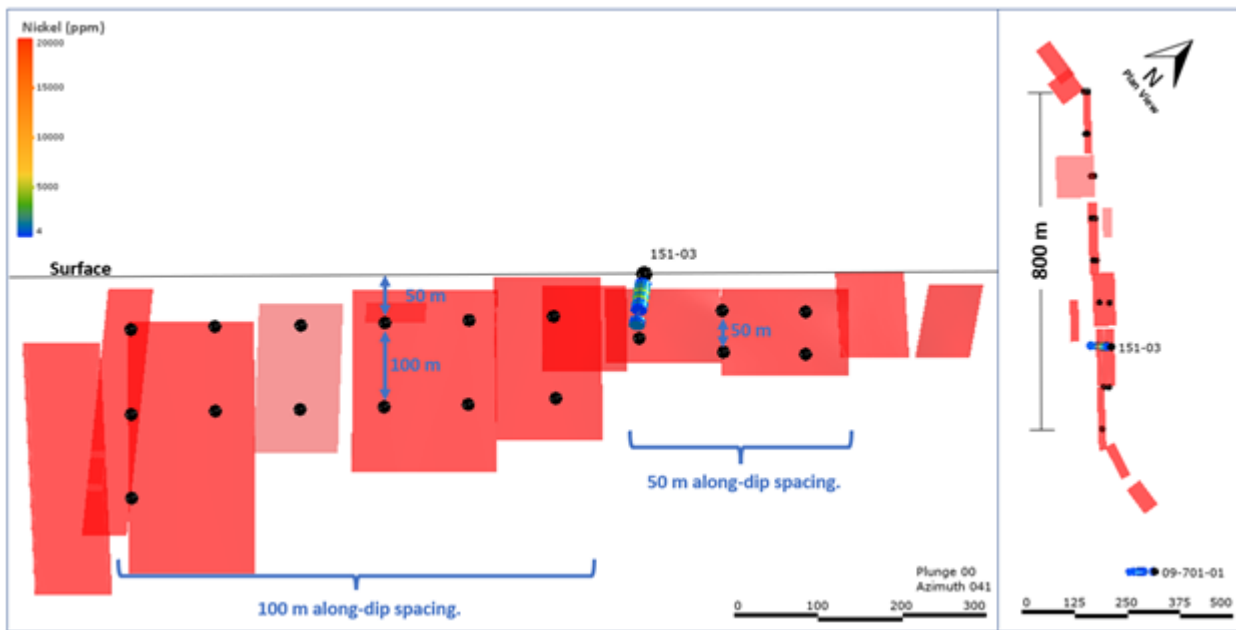 Nickel (ppm)
20000
15000
10000
5000
4
Surface
151-03
50 m
100 m
50 m
50 m along-dip spacing.
100 m along-dip spacing.
Plunge 00
Azimuth 041
0 100 200 300
N
Plan View
800 m
151-03
09-701-01
0 125 250 375 500